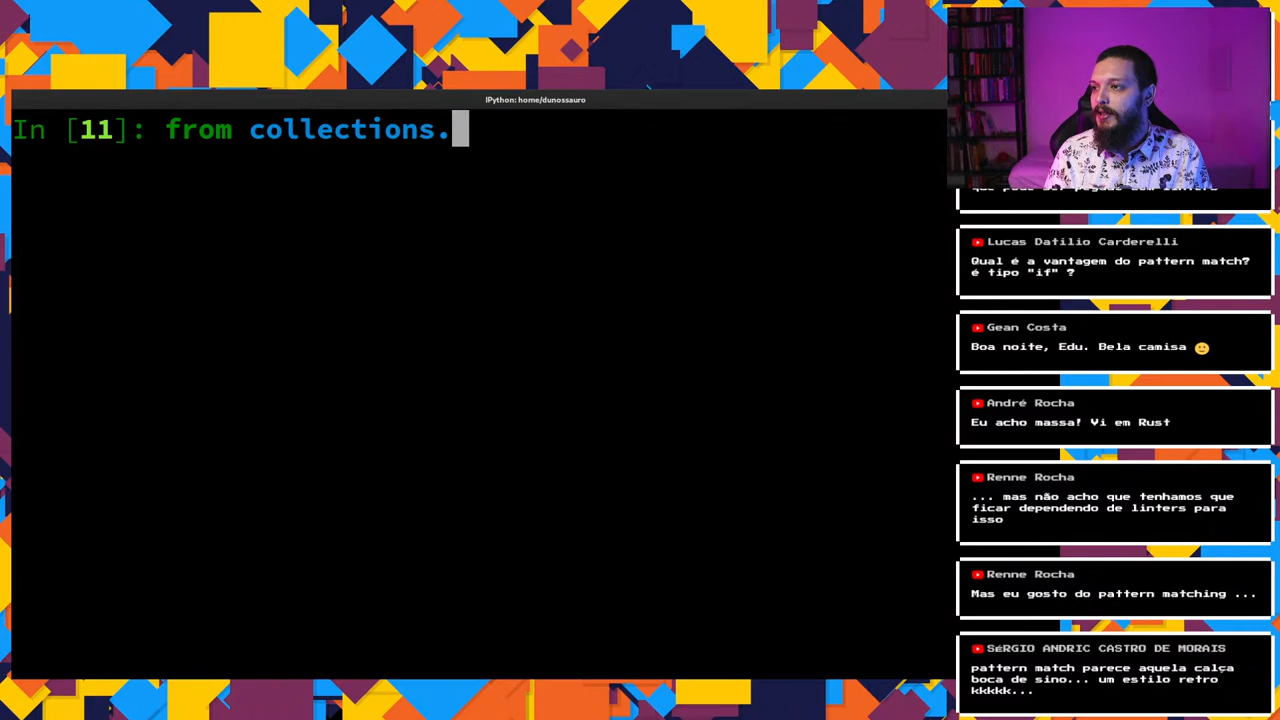 IPython: home/dunossauro
In [11]: from collections.
Lucas Datilio Carderelli
Qual é a vantagem do pattern match?
é tipo "if" ?
Gean Costa
Boa noite, Edu. Bela camisa 🙂
André Rocha
Eu acho massa! Vi em Rust
Renne Rocha
... mas não acho que tenhamos que
ficar dependendo de linters para
isso
Renne Rocha
Mas eu gosto do pattern matching ...
SéRGIO ANDRIC CASTRO DE MORAIS
pattern match parece aquela calça
boca de sino... um estilo retro
kkkkk...